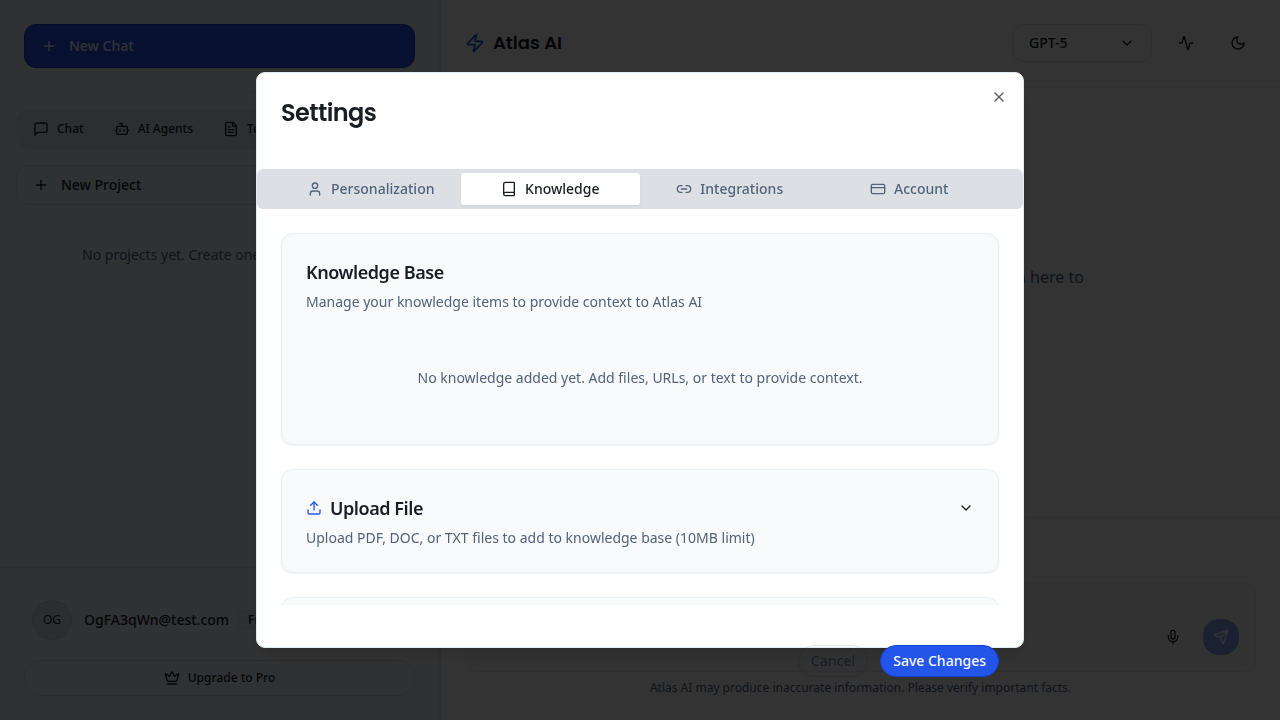 New Chat
Atlas AI
GPT-5
Settings
Chat
AI Agents
Personalization
Knowledge
Integrations
Account
New Project
No projects yet. Create one
here to
Knowledge Base
Manage your knowledge items to provide context to Atlas AI
No knowledge added yet. Add files, URLs, or text to provide context.
Upload File
Upload PDF, DOC, or TXT files to add to knowledge base (10MB limit)
OG
OgFA3qWn@test.com
Cancel
Save Changes
Upgrade to Pro
Atlas AI may produce inaccurate information. Please verify important facts.